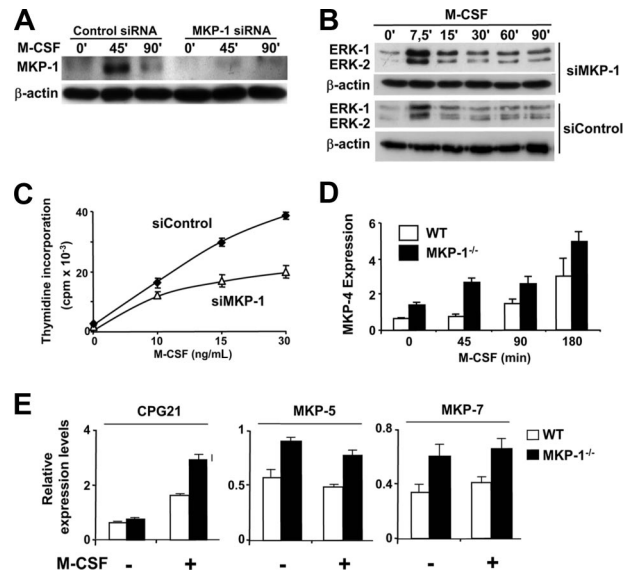 A
Control siRNA MKP-1 siRNA
M-CSF 0' 45' 90' 0' 45' 90'
MKP-1
β-actin
B
M-CSF
0' 7,5' 15' 30' 60' 90'
ERK-1
ERK-2
β-actin
siMKP-1
ERK-1
ERK-2
β-actin
siControl
C
Thymidine incorporation
(cpm x 10⁻³)
60
40
20
0
siControl
siMKP-1
0 10 15 30
M-CSF (ng/mL)
D
MKP-4 Expression
6
4
2
0
WT
MKP-1⁻/⁻
0 45 90 180
M-CSF (min)
E
Relative
expression levels
CPG21
4
3
2
1
0
MKP-5
1
0.5
0
MKP-7
0.8
0.4
0
WT
MKP-1⁻/⁻
M-CSF - + - + - +